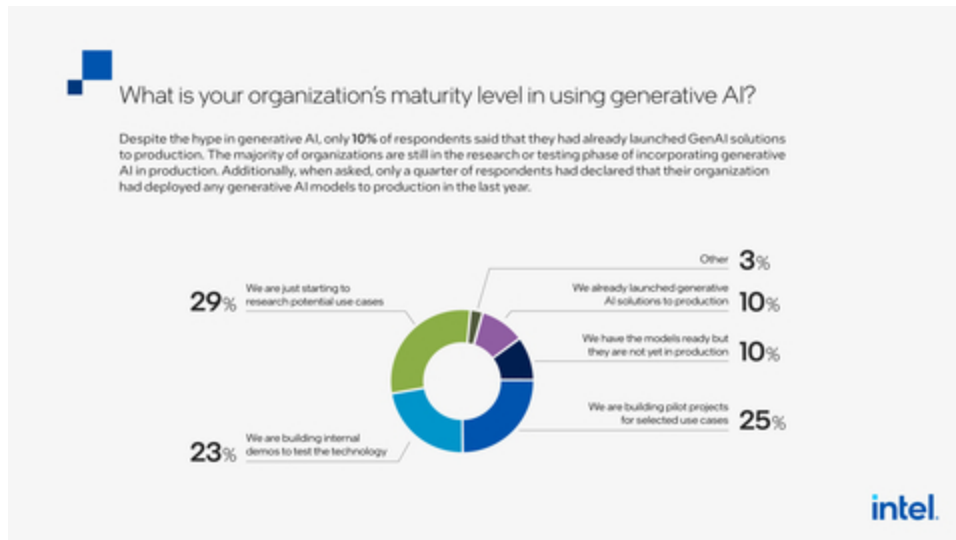 What is your organization's maturity level in using generative AI?
Despite the hype in generative AI, only 10% of respondents said that they had already launched GenAI solutions
to production. The majority of organizations are still in the research or testing phase of incorporating generative
AI in production. Additionally, when asked, only a quarter of respondents had declared that their organization
had deployed any generative AI models to production in the last year.
Other 3%
We already launched generative
AI solutions to production 10%
We have the models ready but
they are not yet in production 10%
We are building pilot projects
for selected use cases 25%
29% We are just starting to
research potential use cases
23% We are building internal
demos to test the technology
intel.